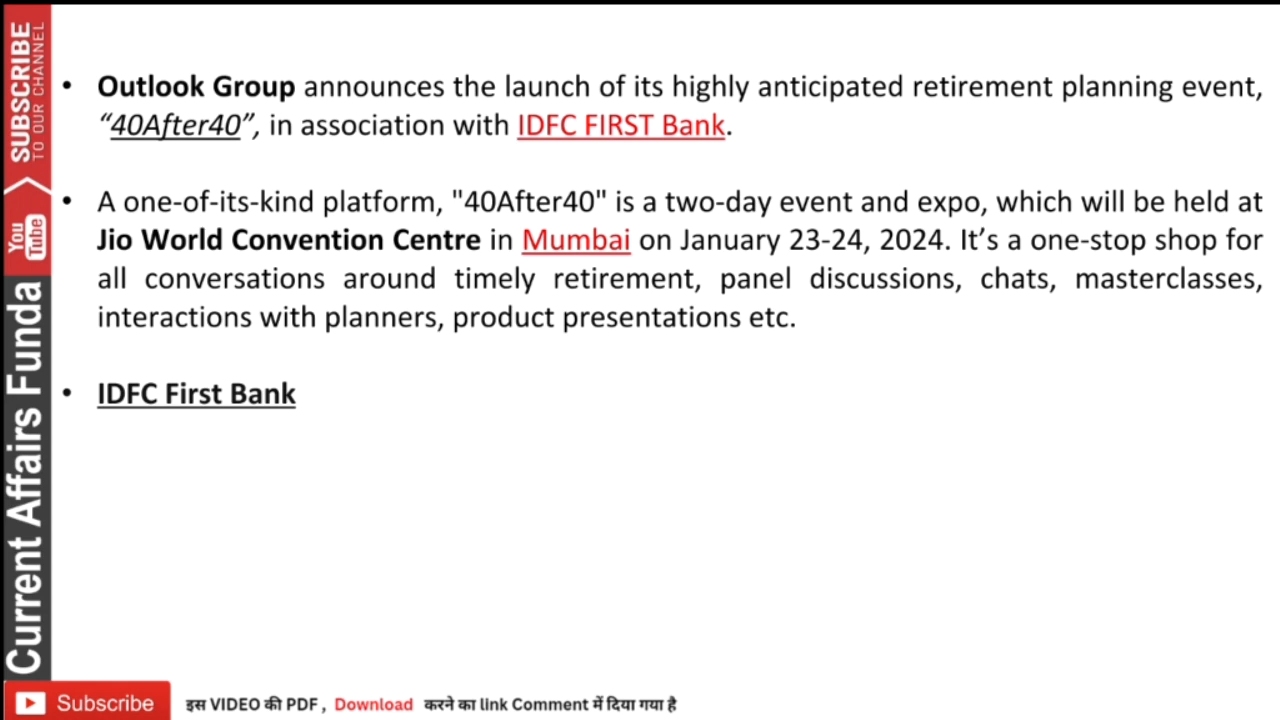 • Outlook Group announces the launch of its highly anticipated retirement planning event,
“40After40”, in association with IDFC FIRST Bank.
• A one-of-its-kind platform, "40After40" is a two-day event and expo, which will be held at
Jio World Convention Centre in Mumbai on January 23-24, 2024. It’s a one-stop shop for
all conversations around timely retirement, panel discussions, chats, masterclasses,
interactions with planners, product presentations etc.
• IDFC First Bank
SUBSCRIBE
TO OUR CHANNEL
You
Tube
Current Affairs Funda
Subscribe
इस VIDEO की PDF , Download करने का link Comment में दिया गया है